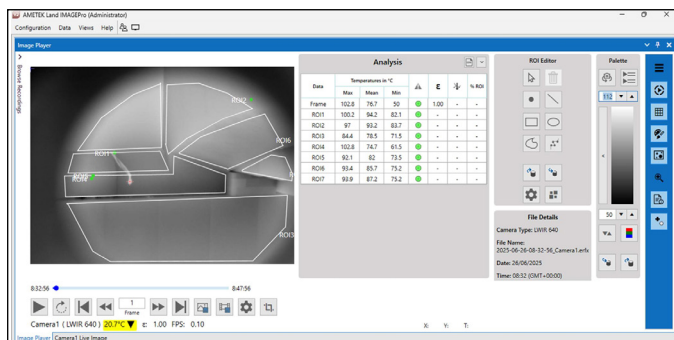 AMETEK Land IMAGEPro (Administrator)
Configuration Data Views Help
Image Player
Browse Recordings
ROI2
ROI6
ROI1
ROI3
Analysis
Data Temperatures in °C % ROI
Max Mean Min ε
Frame 102.8 76.7 50 1.00 - -
ROI1 100.2 94.2 82.1 - - -
ROI2 97 93.2 83.7 - - -
ROI3 84.4 78.5 71.5 - - -
ROI4 102.8 74.7 61.5 - - -
ROI5 92.1 82 73.5 - - -
ROI6 93.4 85.7 75.2 - - -
ROI7 93.9 87.2 75.2 - - -
ROI Editor
File Details
Camera Type: LWIR 640
File Name:
2025-06-26-08-32-56_Camera1.erfx
Date: 26/06/2025
Time: 08:32 (GMT+00:00)
Palette
112
50
8:32:56 8:47:56
1
Frame
Camera1 ( LWIR 640 ) 20.7°C ▼ ε: 1.00 FPS: 0.10 X: Y: T:
Image Player Camera1 Live Image